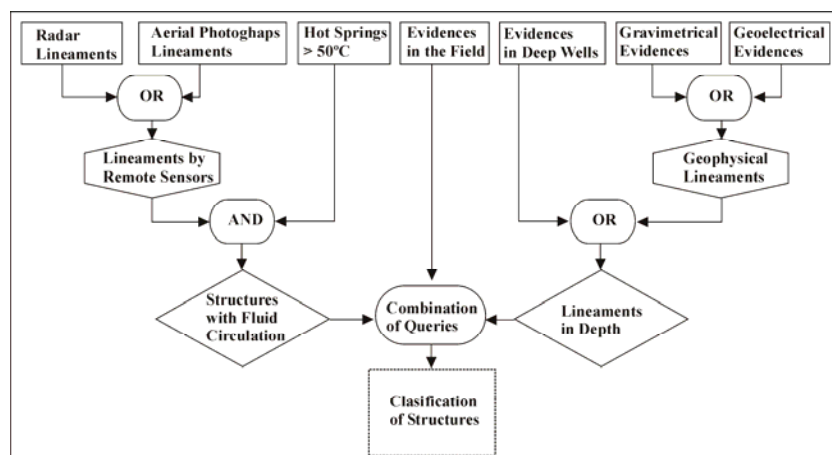 Radar
Lineaments
Aerial Photoghaps
Lineaments
Hot Springs
> 50ºC
Evidences
in the Field
Evidences
in Deep Wells
Gravimetrical
Evidences
Geoelectrical
Evidences
OR
OR
Lineaments by
Remote Sensors
Geophysical
Lineaments
AND
OR
Structures
with Fluid
Circulation
Combination
of Queries
Lineaments
in Depth
Clasification
of Structures